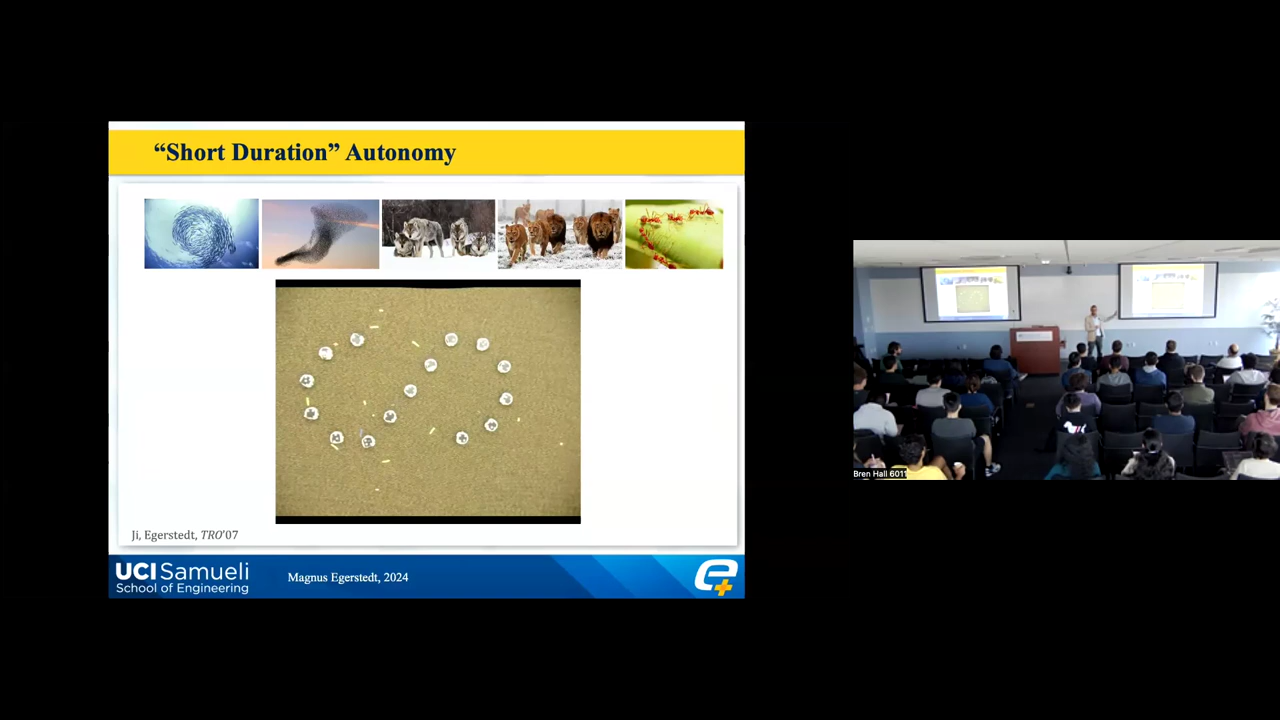 “Short Duration” Autonomy
Ji, Egerstedt, TRO’07
UCI Samueli
School of Engineering
Magnus Egerstedt, 2024
e+
Bren Hall 6011